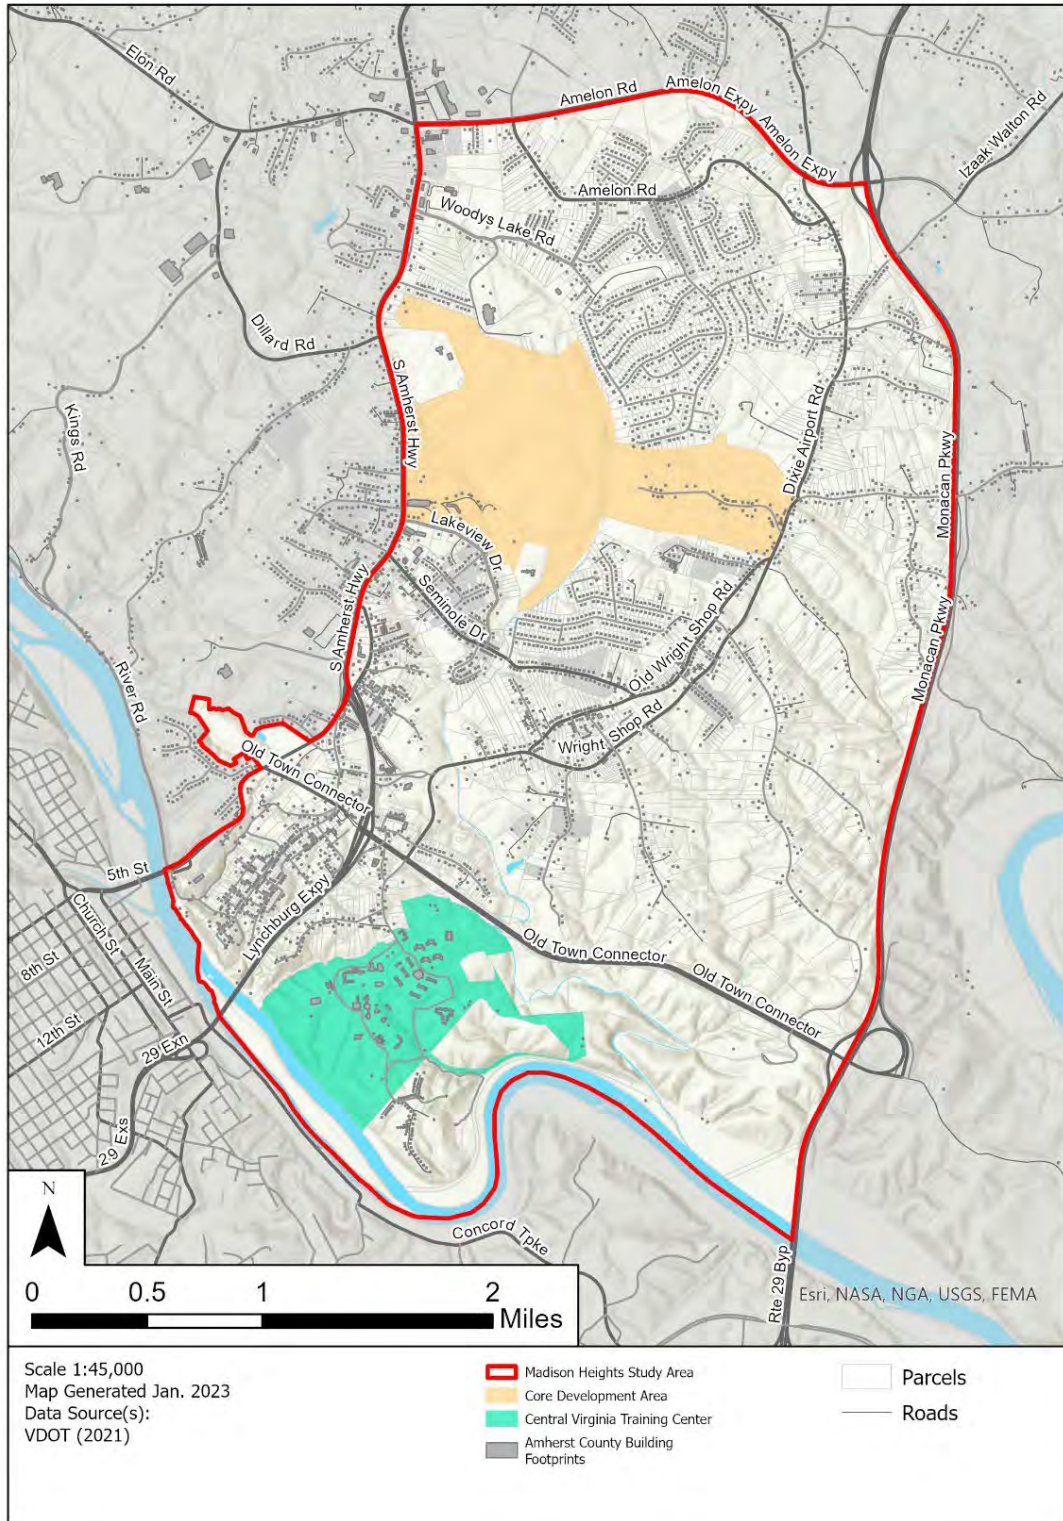 Elon Rd
Amelon Rd
Amelon Expy
Amelon Expy
Izaak Walton Rd
Amelon Rd
Woodys Lake Rd
Dillard Rd
S Amherst Hwy
Kings Rd
Dixie Airport Rd
Monacan Pkwy
Lakeview Dr
Seminole Dr
S Amherst Hwy
Old Wright Shop Rd
Monacan Pkwy
River Rd
Wright Shop Rd
Old Town Connector
5th St
Church St
Lynchburg Expy
8th St
Main St
Old Town Connector
Old Town Connector
12th St
29 Exn
29 Exs
Concord Tpke
Rte 29 Byp
N
0 0.5 1 2
Miles
Esri, NASA, NGA, USGS, FEMA
Scale 1:45,000
Map Generated Jan. 2023
Data Source(s):
VDOT (2021)
Madison Heights Study Area
Core Development Area
Central Virginia Training Center
Amherst County Building
Footprints
Parcels
Roads